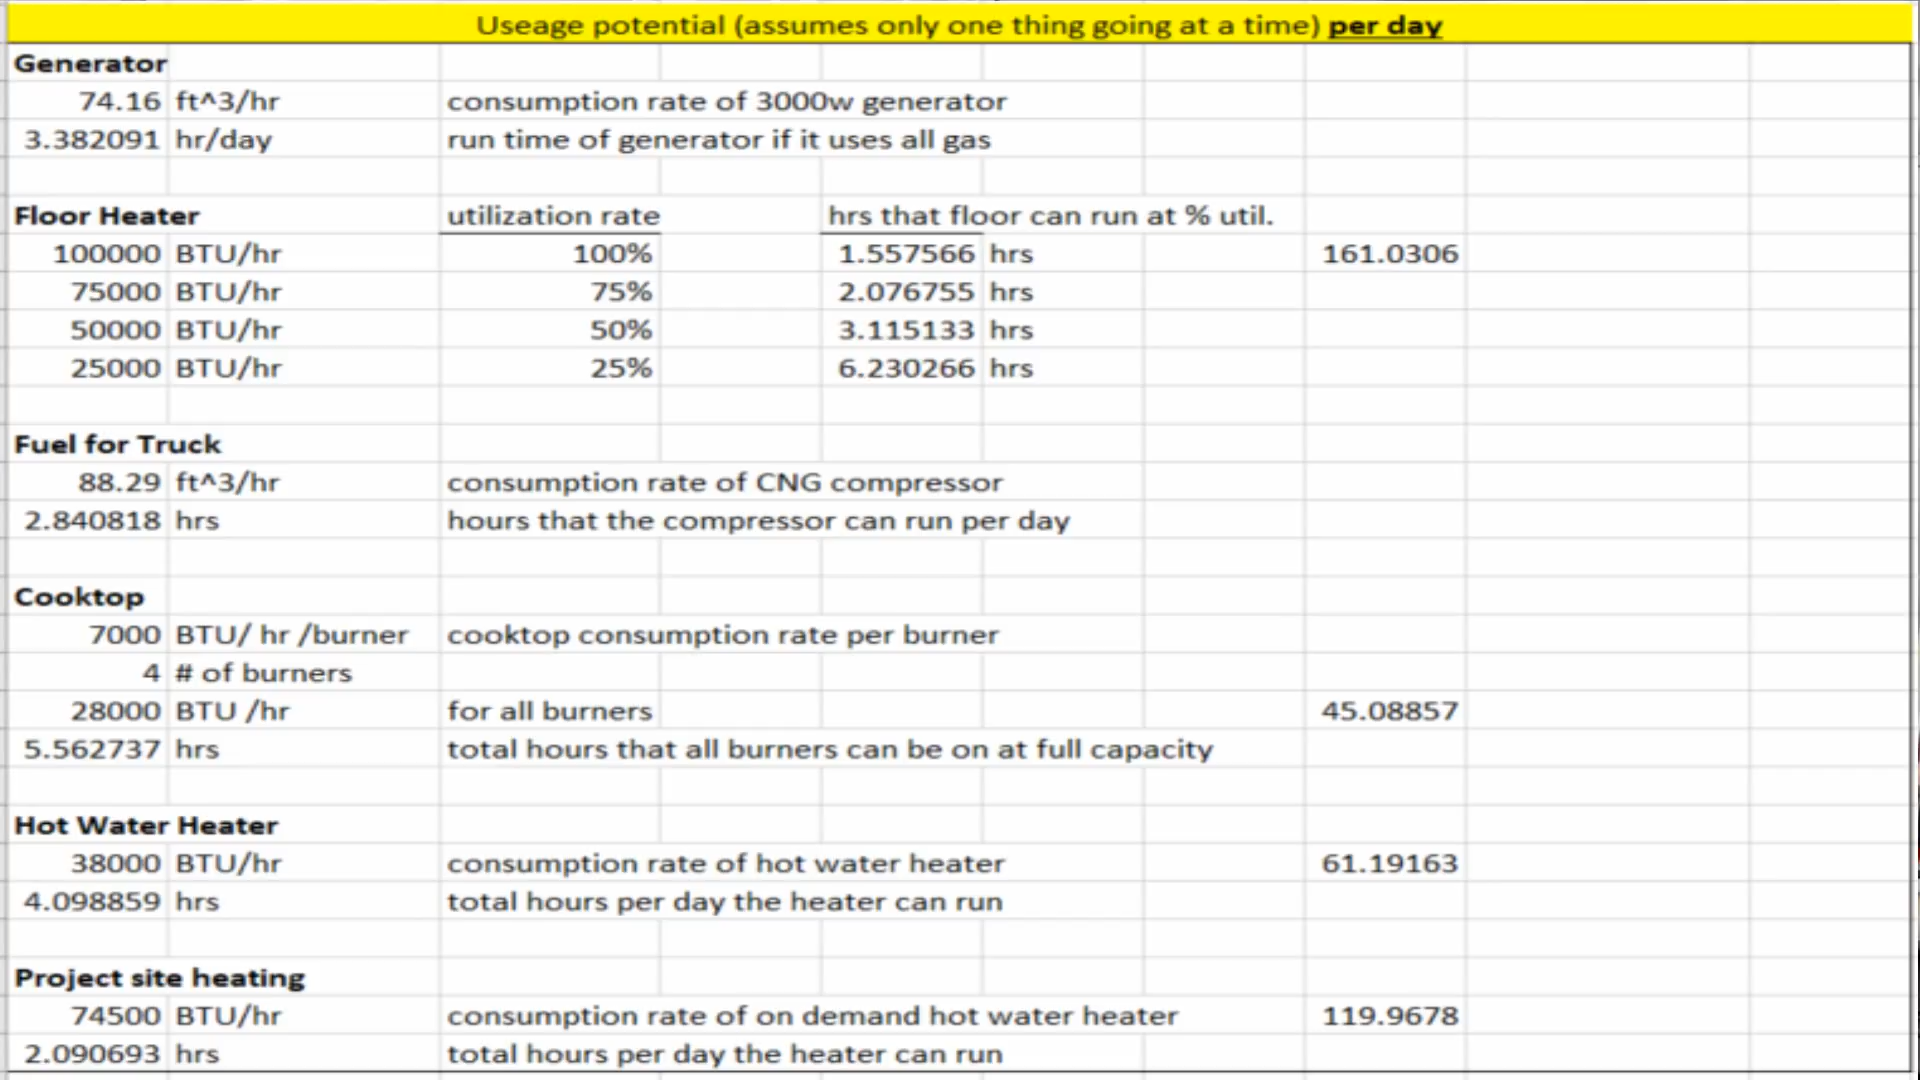 Useage potential (assumes only one thing going at a time) per day
Generator
74.16 ft^3/hr consumption rate of 3000w generator
3.382091 hr/day run time of generator if it uses all gas
Floor Heater utilization rate hrs that floor can run at % util.
100000 BTU/hr 100% 1.557566 hrs 161.0306
75000 BTU/hr 75% 2.076755 hrs
50000 BTU/hr 50% 3.115133 hrs
25000 BTU/hr 25% 6.230266 hrs
Fuel for Truck
88.29 ft^3/hr consumption rate of CNG compressor
2.840818 hrs hours that the compressor can run per day
Cooktop
7000 BTU/ hr /burner cooktop consumption rate per burner
4 # of burners
28000 BTU /hr for all burners 45.08857
5.562737 hrs total hours that all burners can be on at full capacity
Hot Water Heater
38000 BTU/hr consumption rate of hot water heater 61.19163
4.098859 hrs total hours per day the heater can run
Project site heating
74500 BTU/hr consumption rate of on demand hot water heater 119.9678
2.090693 hrs total hours per day the heater can run